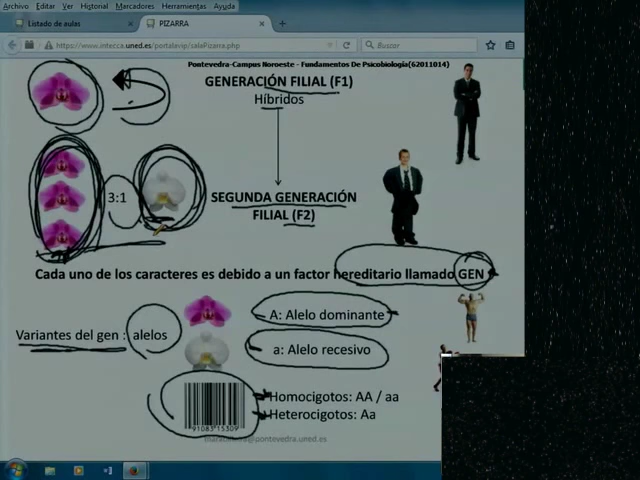 Archivo Editar Ver Historial Marcadores Herramientas Ayuda
Listado de aulas
PIZARRA
https://www.intecca.uned.es/portalavip/salaPizarra.php
Buscar
Pontevedra-Campus Noroeste - Fundamentos De Psicobiología(62011014)
GENERACIÓN FILIAL (F1)
Híbridos
3:1
SEGUNDA GENERACIÓN
FILIAL (F2)
Cada uno de los caracteres es debido a un factor hereditario llamado GEN
A: Alelo dominante
Variantes del gen : alelos
a: Alelo recesivo
Homocigotos: AA / aa
Heterocigotos: Aa
@pontevedra.uned.es